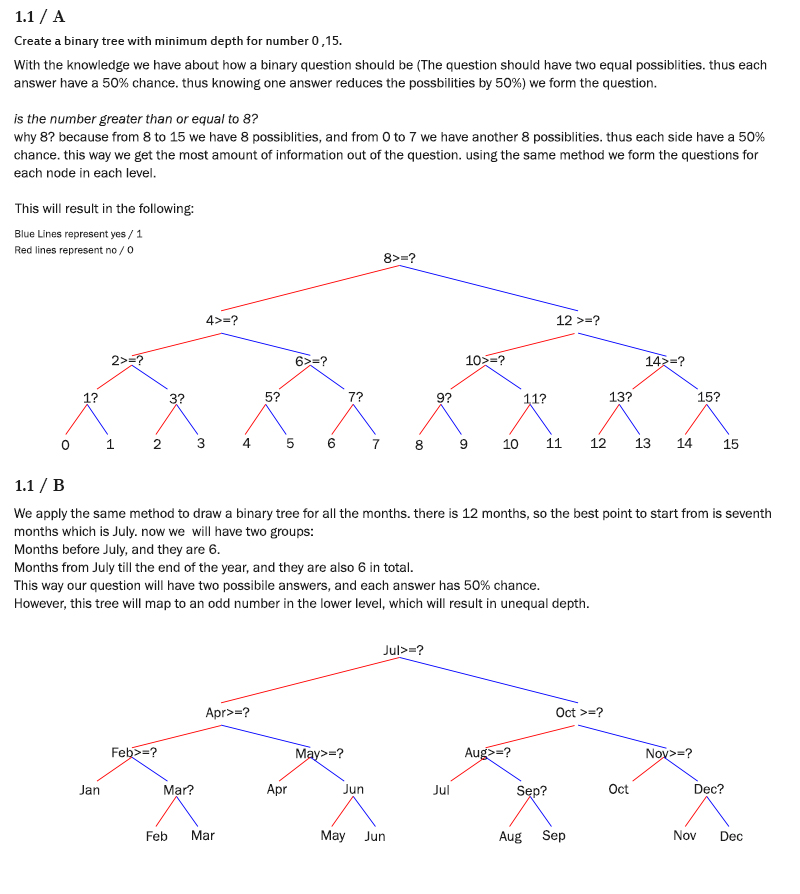 1.1 / A
Create a binary tree with minimum depth for number 0 ,15.
With the knowledge we have about how a binary question should be (The question should have two equal possiblities. thus each
answer have a 50% chance. thus knowing one answer reduces the possbilities by 50%) we form the question.
is the number greater than or equal to 8?
why 8? because from 8 to 15 we have 8 possiblities, and from 0 to 7 we have another 8 possiblities. thus each side have a 50%
chance. this way we get the most amount of information out of the question. using the same method we form the questions for
each node in each level.
This will result in the following:
Blue Lines represent yes / 1
Red lines represent no / 0
8>=?
4>=? 12 >=?
2>=? 6>=? 10>=? 14>=?
1? 3? 5? 7? 9? 11? 13? 15?
0 1 2 3 4 5 6 7 8 9 10 11 12 13 14 15
1.1 / B
We apply the same method to draw a binary tree for all the months. there is 12 months, so the best point to start from is seventh
months which is July. now we will have two groups:
Months before July, and they are 6.
Months from July till the end of the year, and they are also 6 in total.
This way our question will have two possibile answers, and each answer has 50% chance.
However, this tree will map to an odd number in the lower level, which will result in unequal depth.
Jul>=?
Apr>=? Oct >=?
Feb>=? May>=? Aug>=? Nov>=?
Jan Mar? Apr Jun Jul Sep? Oct Dec?
Feb Mar May Jun Aug Sep Nov Dec